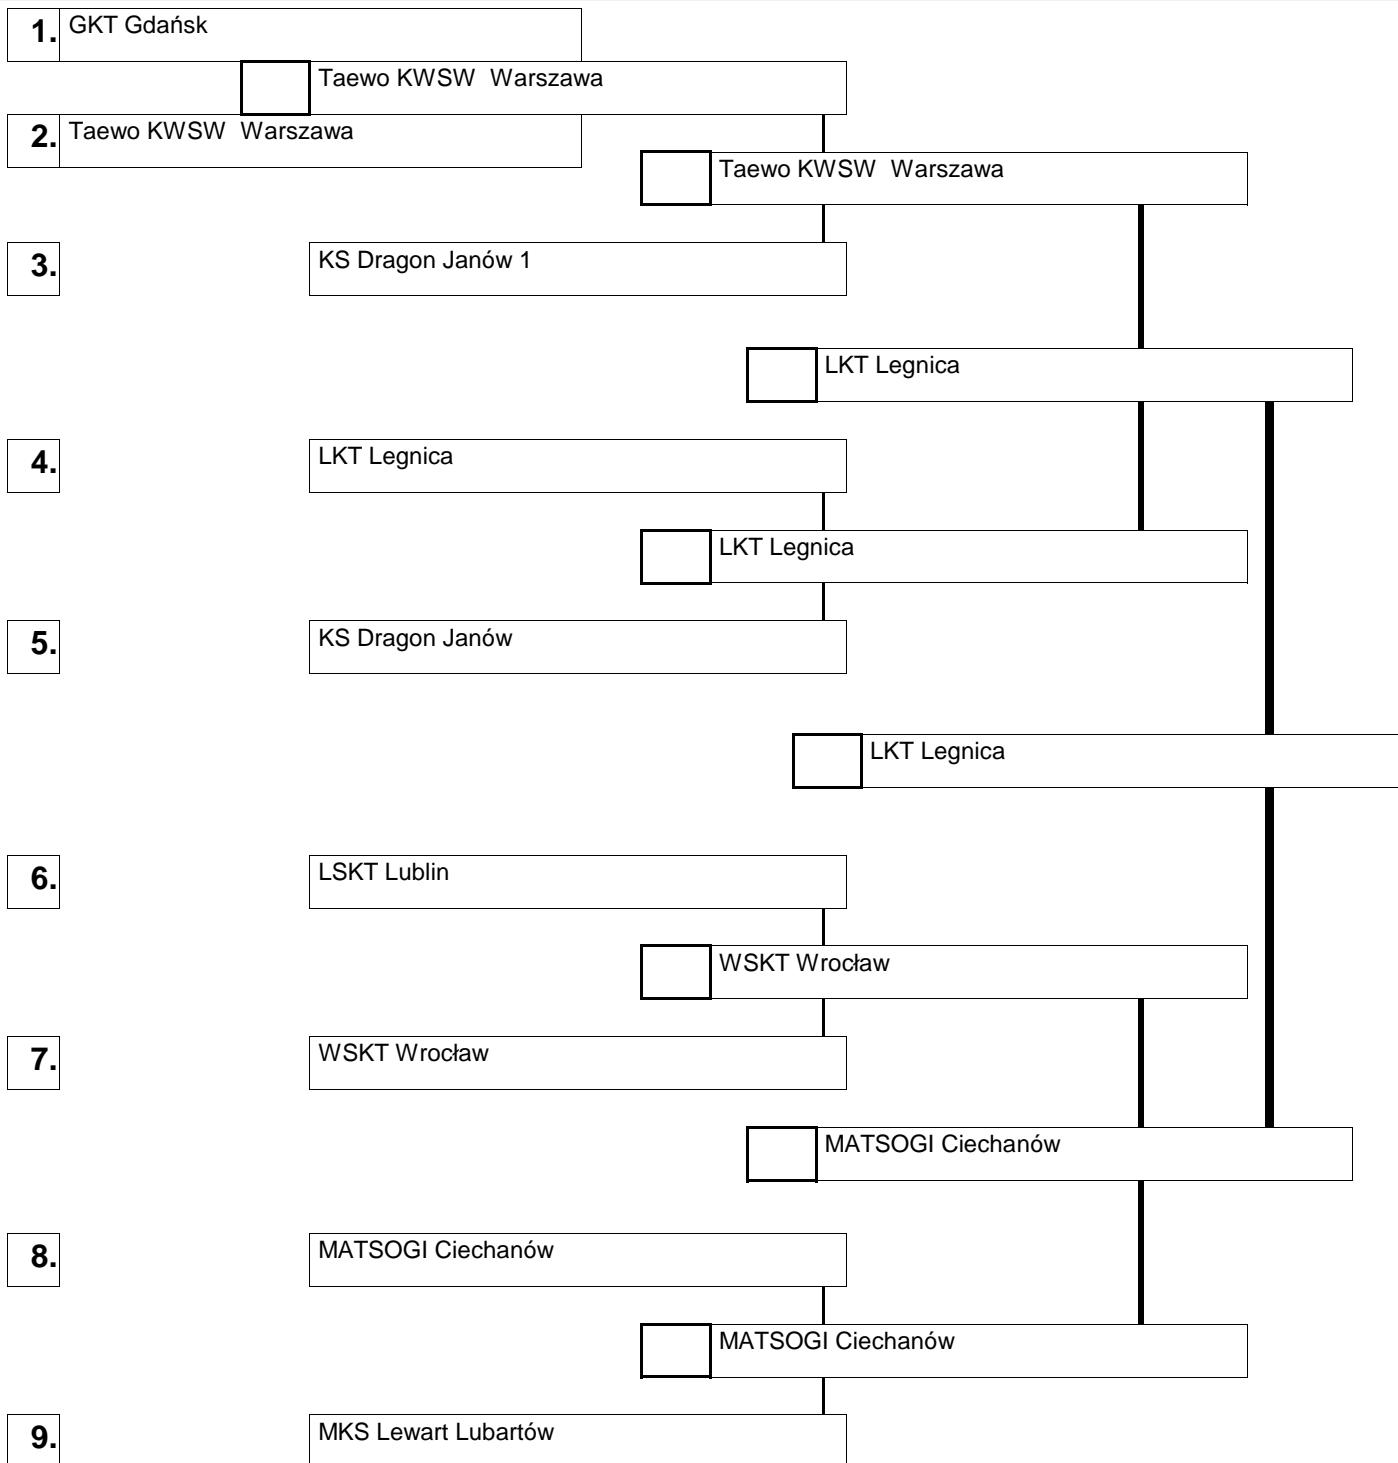 1. GKT Gdańsk
Taewo KWSW Warszawa
2. Taewo KWSW Warszawa
Taewo KWSW Warszawa
3. KS Dragon Janów 1
LKT Legnica
4. LKT Legnica
LKT Legnica
5. KS Dragon Janów
LKT Legnica
6. LSKT Lublin
WSKT Wrocław
7. WSKT Wrocław
MATSOGI Ciechanów
8. MATSOGI Ciechanów
MATSOGI Ciechanów
9. MKS Lewart Lubartów